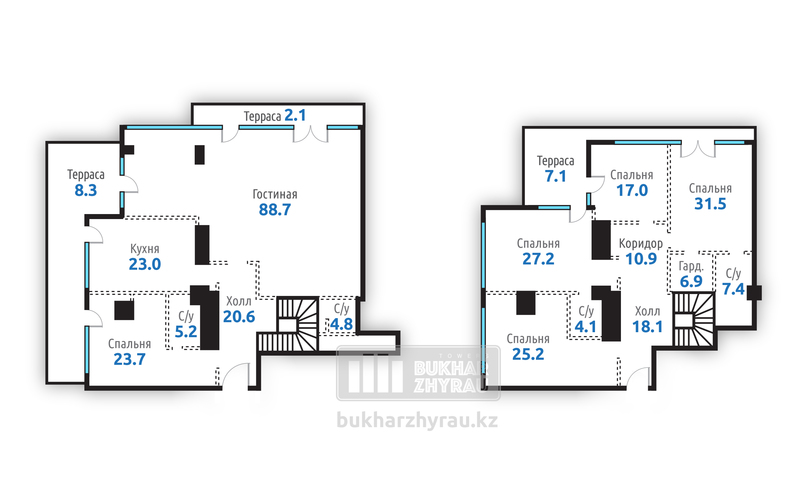 Терраса 2.1
Терраса
8.3
Гостиная
88.7
Кухня
23.0
Холл
20.6
С/у
5.2
С/у
4.8
Спальня
23.7
Терраса
7.1
Спальня
17.0
Спальня
31.5
Спальня
27.2
Коридор
10.9
Гард.
6.9
С/у
7.4
С/у
4.1
Холл
18.1
Спальня
25.2
TOWER
BUKHAR
ZHYRAU
bukharzhyrau.kz